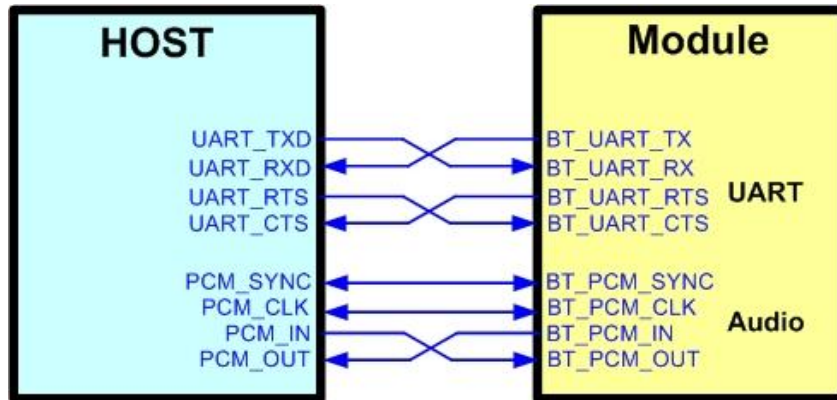 HOST
Module
UART_TXD
BT_UART_TX
UART_RXD
BT_UART_RX
UART_RTS
BT_UART_RTS
UART
UART_CTS
BT_UART_CTS
PCM_SYNC
BT_PCM_SYNC
PCM_CLK
BT_PCM_CLK
Audio
PCM_IN
BT_PCM_IN
PCM_OUT
BT_PCM_OUT